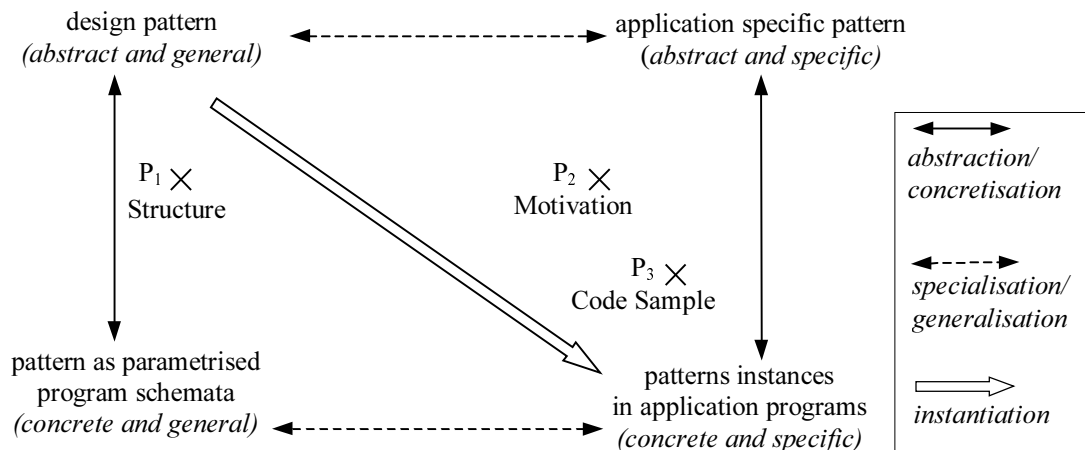 design pattern
(abstract and general)
application specific pattern
(abstract and specific)
P1
Structure
P2
Motivation
P3
Code Sample
pattern as parametrised
program schemata
(concrete and general)
patterns instances
in application programs
(concrete and specific)
abstraction/
concretisation
specialisation/
generalisation
instantiation